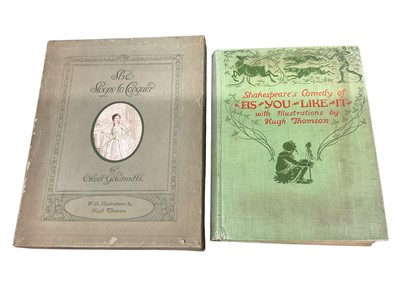 She
Stoops to Conquer
by
Oliver Goldsmith
With Illustrations by
Hugh Thomson
Shakespeare's Comedy of
AS-YOU-LIKE-IT
with Illustrations by
Hugh Thomson